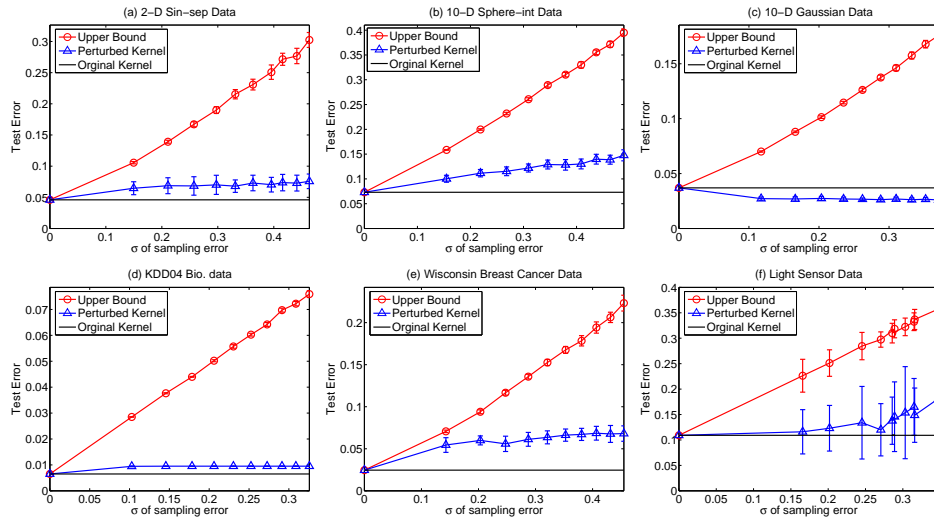 (a) 2-D Sin-sep Data
Upper Bound
Perturbed Kernel
Orginal Kernel
Test Error
0.3
0.25
0.2
0.15
0.1
0.05
0
0 0.1 0.2 0.3 0.4
σ of sampling error
(b) 10-D Sphere-int Data
Upper Bound
Perturbed Kernel
Orginal Kernel
Test Error
0.4
0.35
0.3
0.25
0.2
0.15
0.1
0.05
0
0 0.1 0.2 0.3 0.4
σ of sampling error
(c) 10-D Gaussian Data
Upper Bound
Perturbed Kernel
Orginal Kernel
Test Error
0.15
0.1
0.05
0
0 0.1 0.2 0.3
σ of sampling error
(d) KDD04 Bio. data
Upper Bound
Perturbed Kernel
Orginal Kernel
Test Error
0.07
0.06
0.05
0.04
0.03
0.02
0.01
0
0 0.05 0.1 0.15 0.2 0.25 0.3
σ of sampling error
(e) Wisconsin Breast Cancer Data
Upper Bound
Perturbed Kernel
Orginal Kernel
Test Error
0.2
0.15
0.1
0.05
0
0 0.1 0.2 0.3 0.4
σ of sampling error
(f) Light Sensor Data
Upper Bound
Perturbed Kernel
Orginal Kernel
Test Error
0.4
0.35
0.3
0.25
0.2
0.15
0.1
0.05
0
0 0.05 0.1 0.15 0.2 0.25 0.3 0.35
σ of sampling error